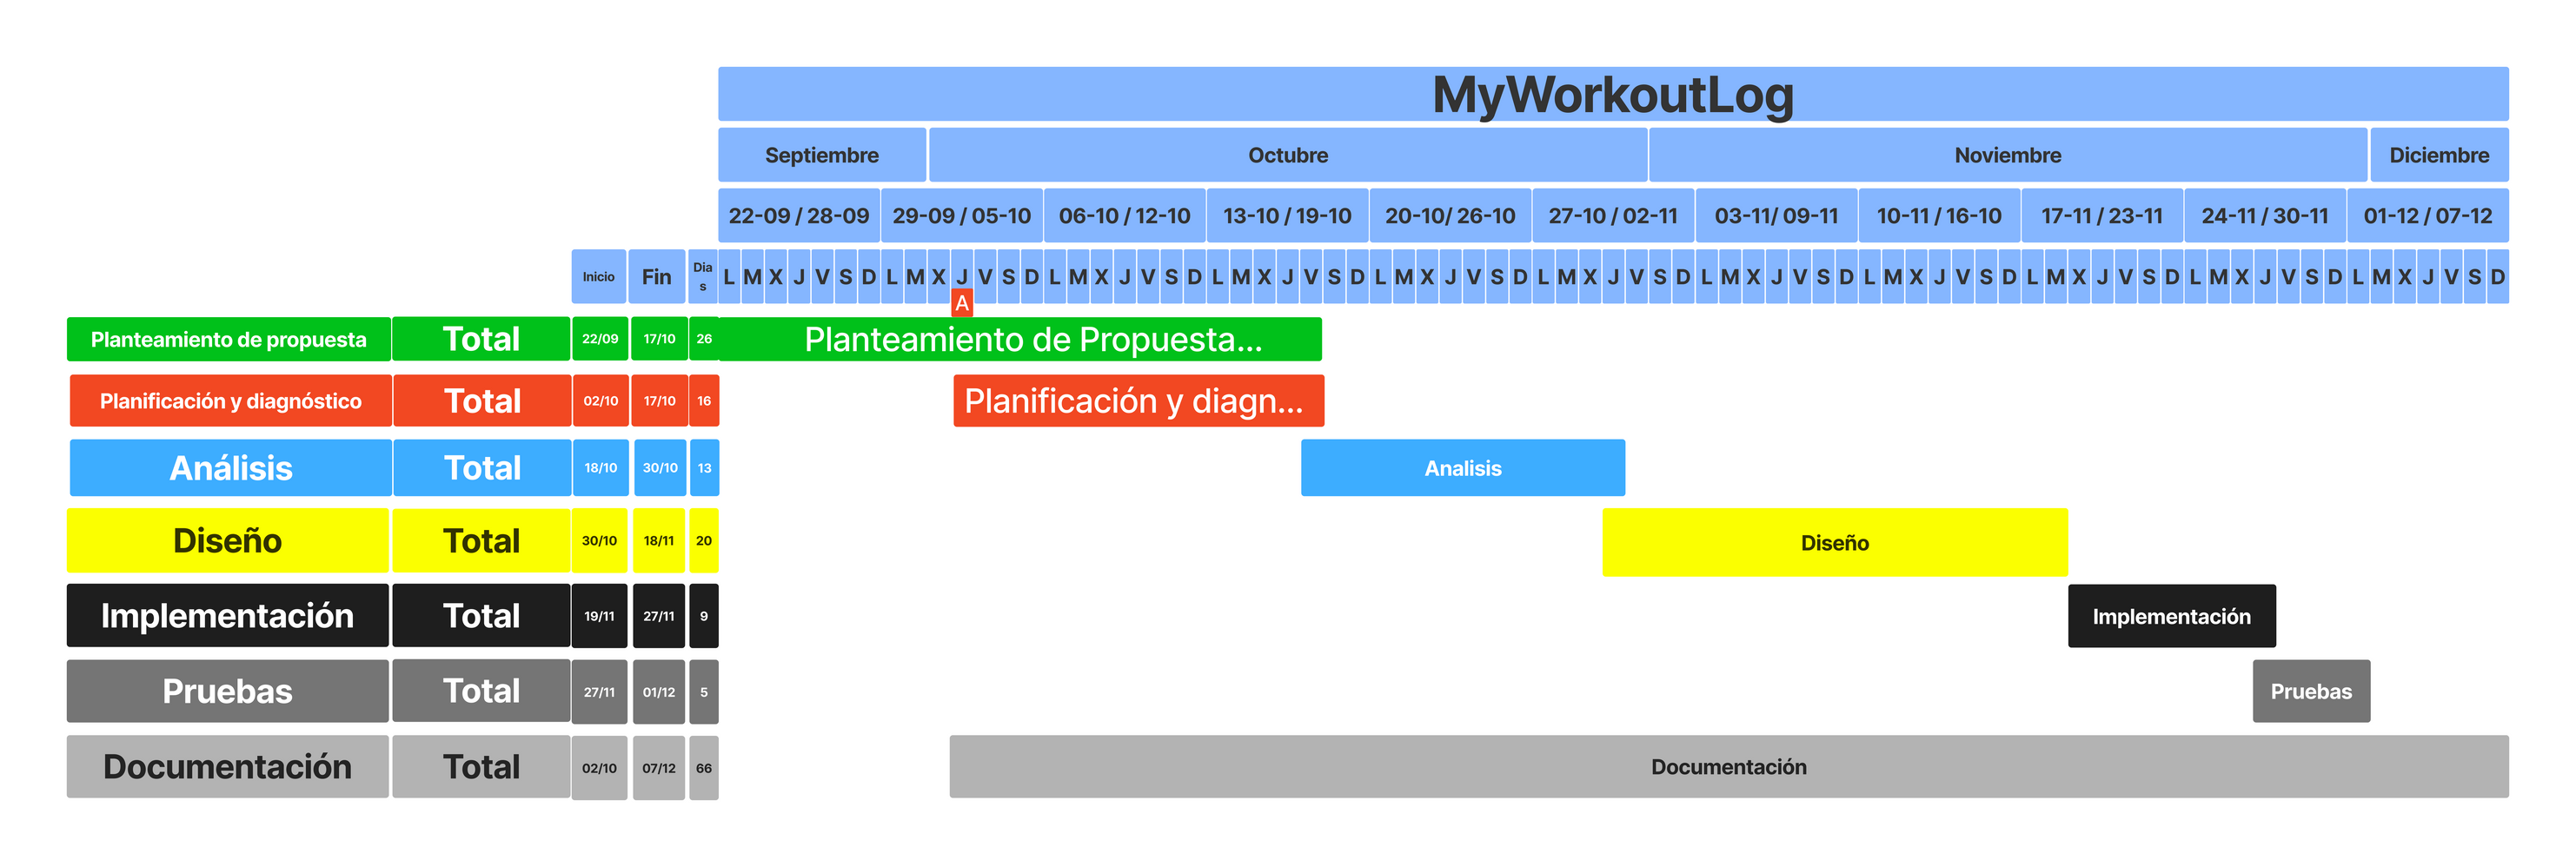 MyWorkoutLog
Septiembre Octubre Noviembre Diciembre
22-09 / 28-09 29-09 / 05-10 06-10 / 12-10 13-10 / 19-10 20-10/ 26-10 27-10 / 02-11 03-11/ 09-11 10-11 / 16-10 17-11 / 23-11 24-11 / 30-11 01-12 / 07-12
Inicio Fin Dia
s L M X J V S D L M X J V S D L M X J V S D L M X J V S D L M X J V S D L M X J V S D L M X J V S D L M X J V S D L M X J V S D L M X J V S D L M X J V S D
A
Planteamiento de propuesta Total 22/09 17/10 26 Planteamiento de Propuesta...
Planificación y diagnóstico Total 02/10 17/10 16 Planificación y diagn...
Análisis Total 18/10 30/10 13 Analisis
Diseño Total 30/10 18/11 20 Diseño
Implementación Total 19/11 27/11 9 Implementación
Pruebas Total 27/11 01/12 5 Pruebas
Documentación Total 02/10 07/12 66 Documentación